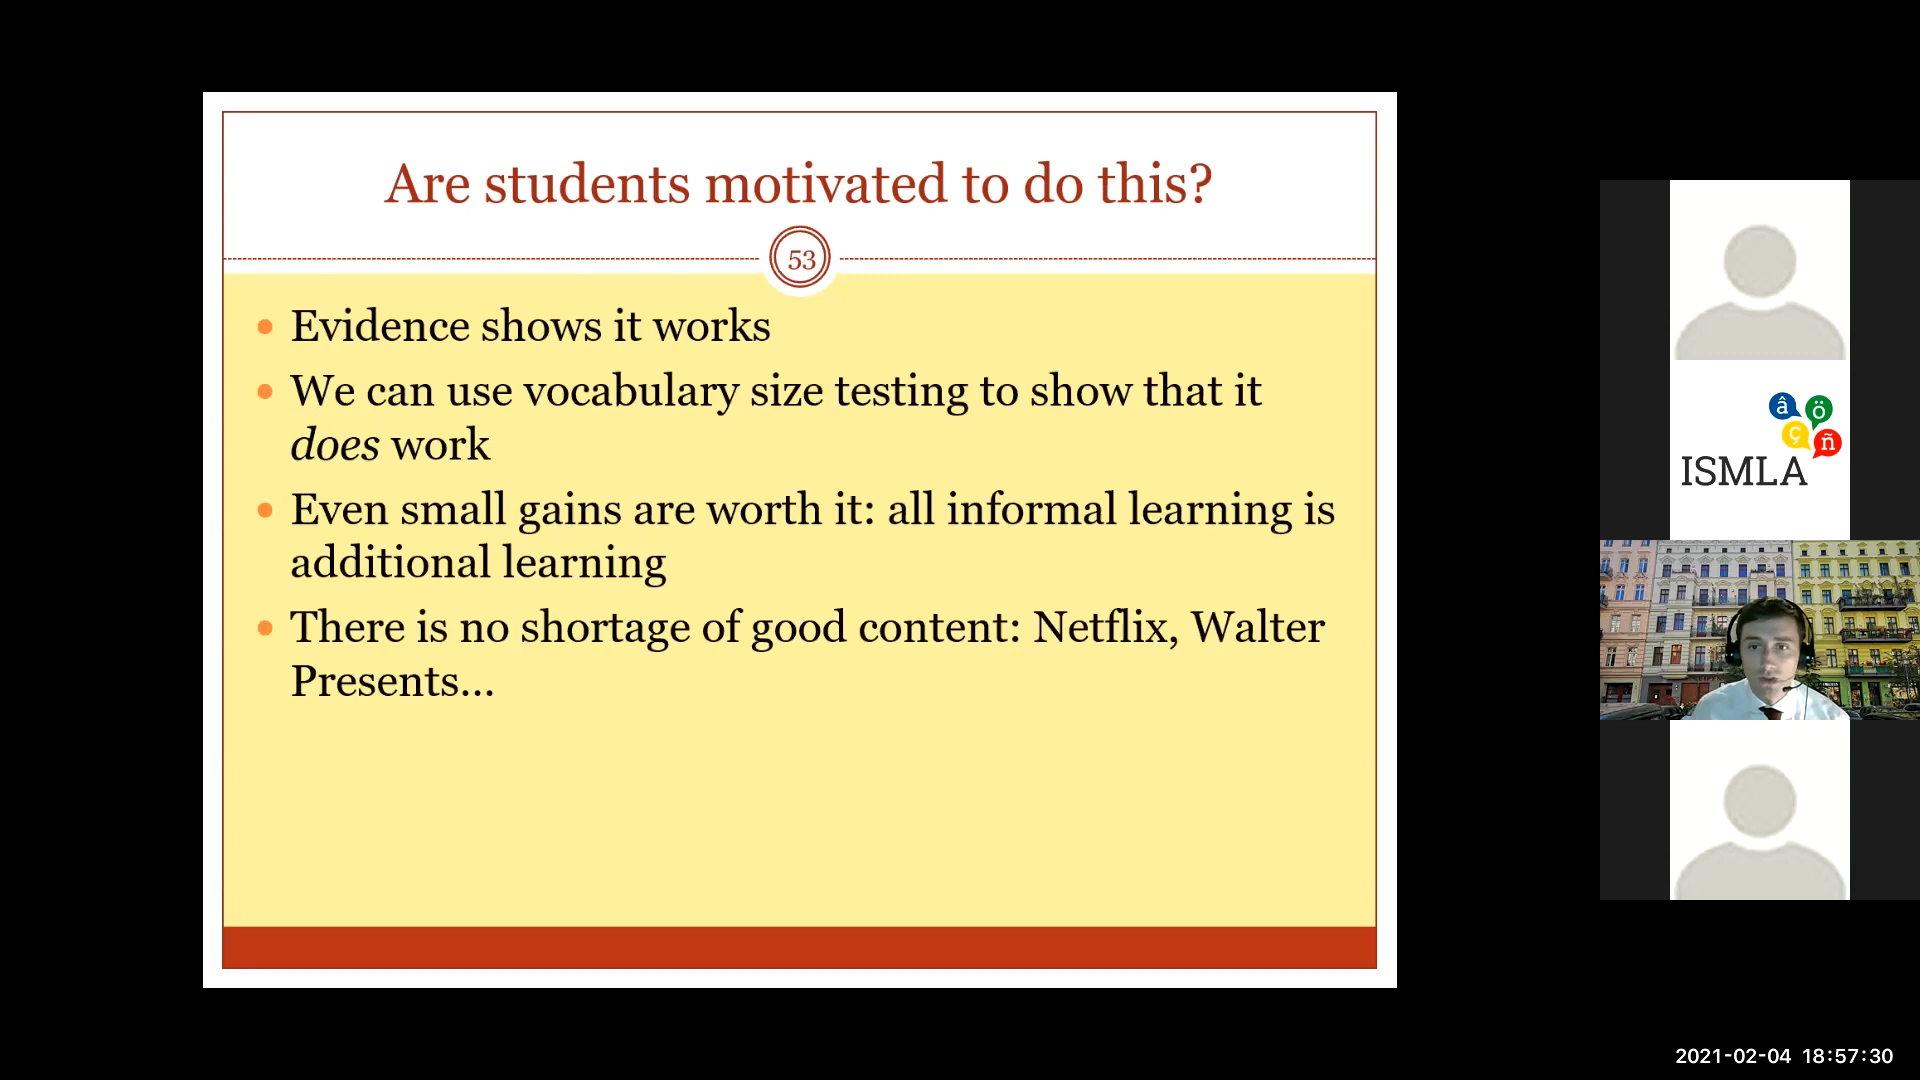 Are students motivated to do this?
53
• Evidence shows it works
• We can use vocabulary size testing to show that it
does work
• Even small gains are worth it: all informal learning is
additional learning
• There is no shortage of good content: Netflix, Walter
Presents...
â ö
ç ñ
ISMLA
2021-02-04 18:57:30